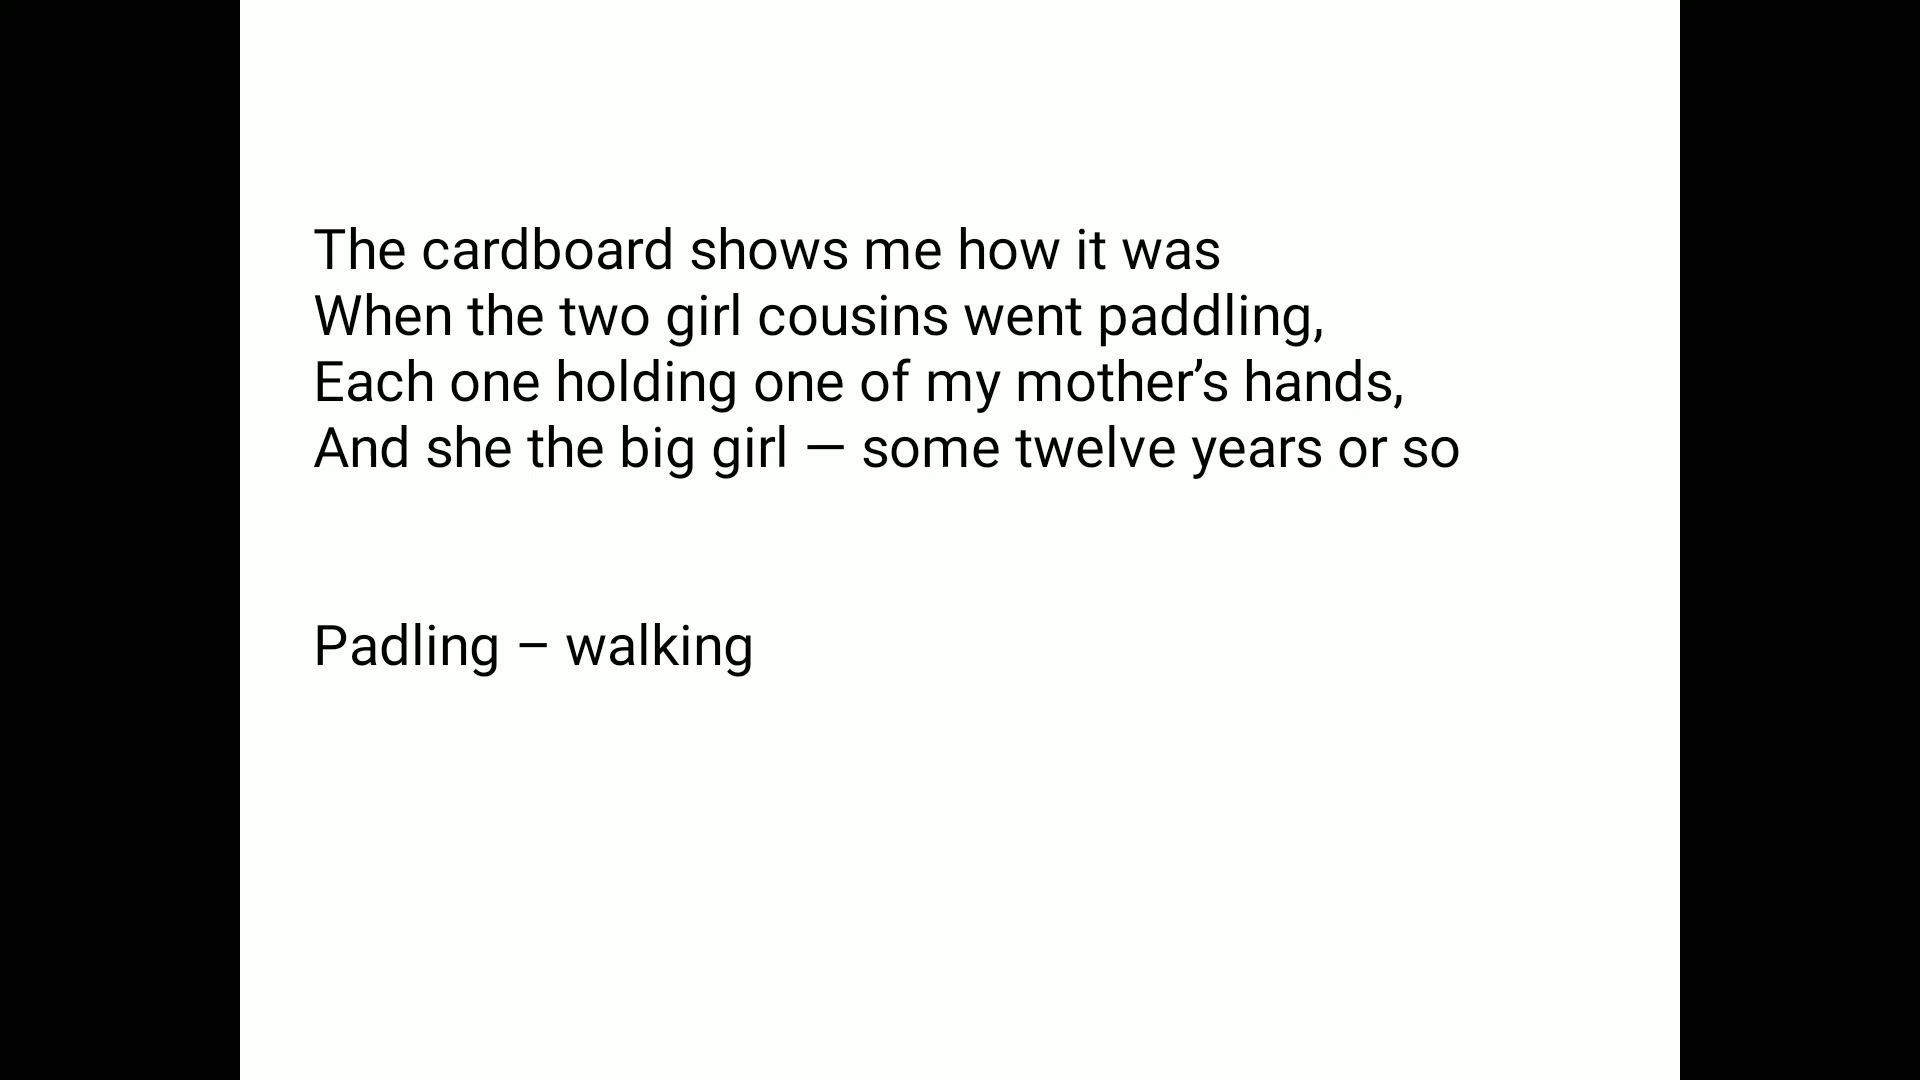 The cardboard shows me how it was
When the two girl cousins went paddling,
Each one holding one of my mother’s hands,
And she the big girl — some twelve years or so
Padling – walking